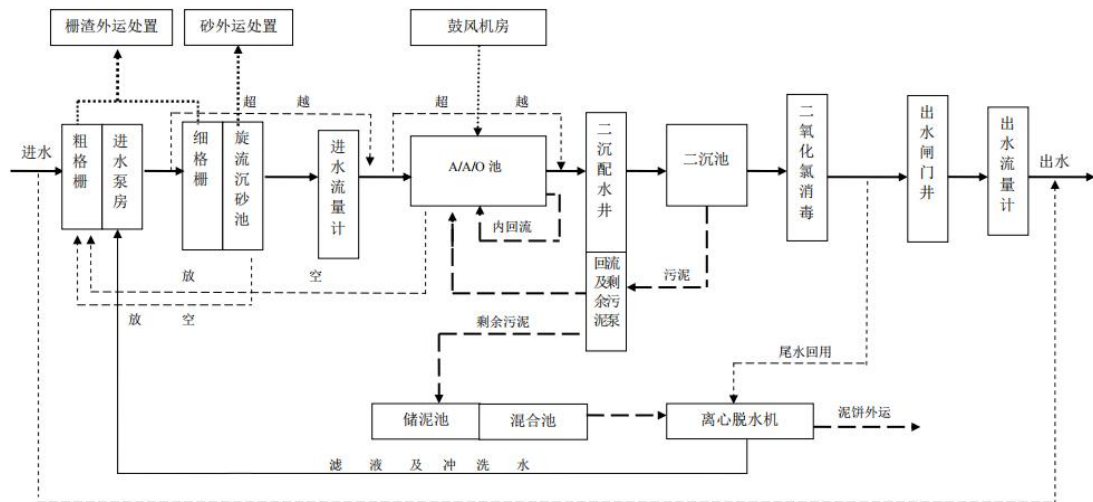 栅渣外运处置
砂外运处置
鼓风机房
超 越
超 越
进水
粗格栅
进水泵房
细格栅
旋流沉砂池
进水流量计
A/A/O 池
二沉配水井
二沉池
二氧化氯消毒
出水闸门井
出水流量计
出水
内回流
放 空
放 空
回流及剩余污泥泵
污泥
剩余污泥
尾水回用
储泥池
混合池
离心脱水机
泥饼外运
滤 液 及 冲 洗 水